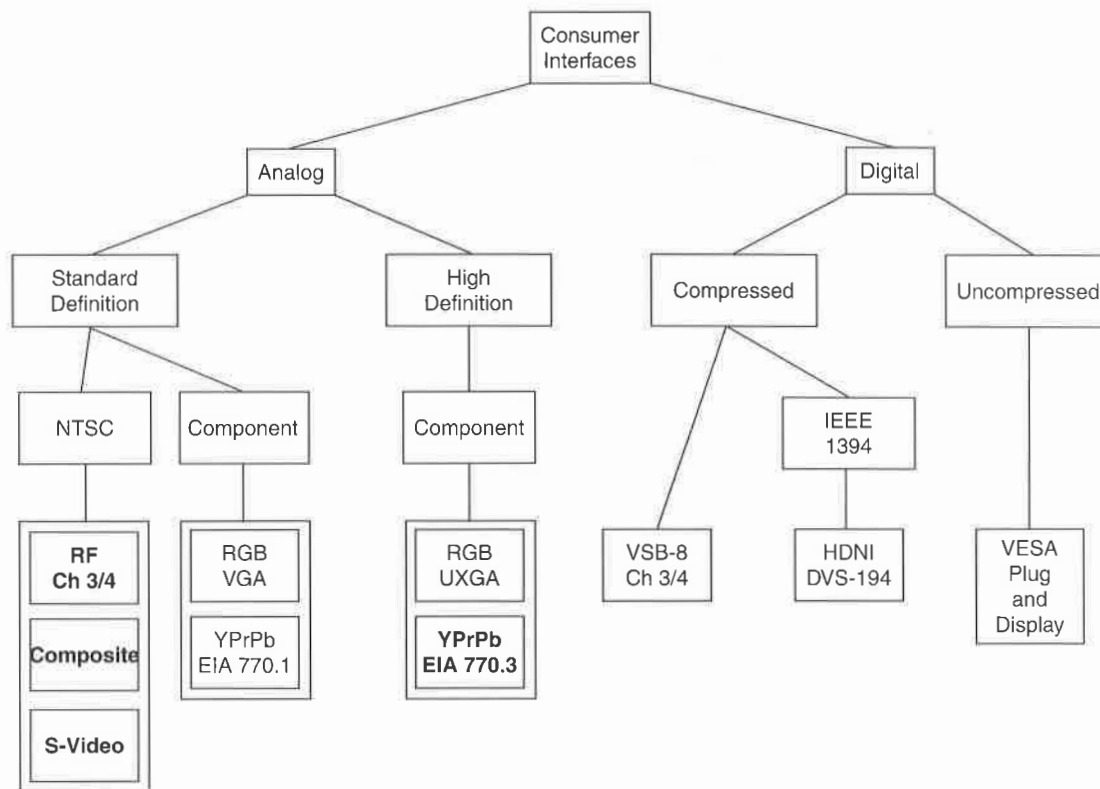 Consumer
Interfaces
Analog
Digital
Standard
Definition
High
Definition
Compressed
Uncompressed
NTSC
Component
Component
IEEE
1394
RF
Ch 3/4
Composite
S-Video
RGB
VGA
YPrPb
EIA 770.1
RGB
UXGA
YPrPb
EIA 770.3
VSB-8
Ch 3/4
HDNI
DVS-194
VESA
Plug
and
Display